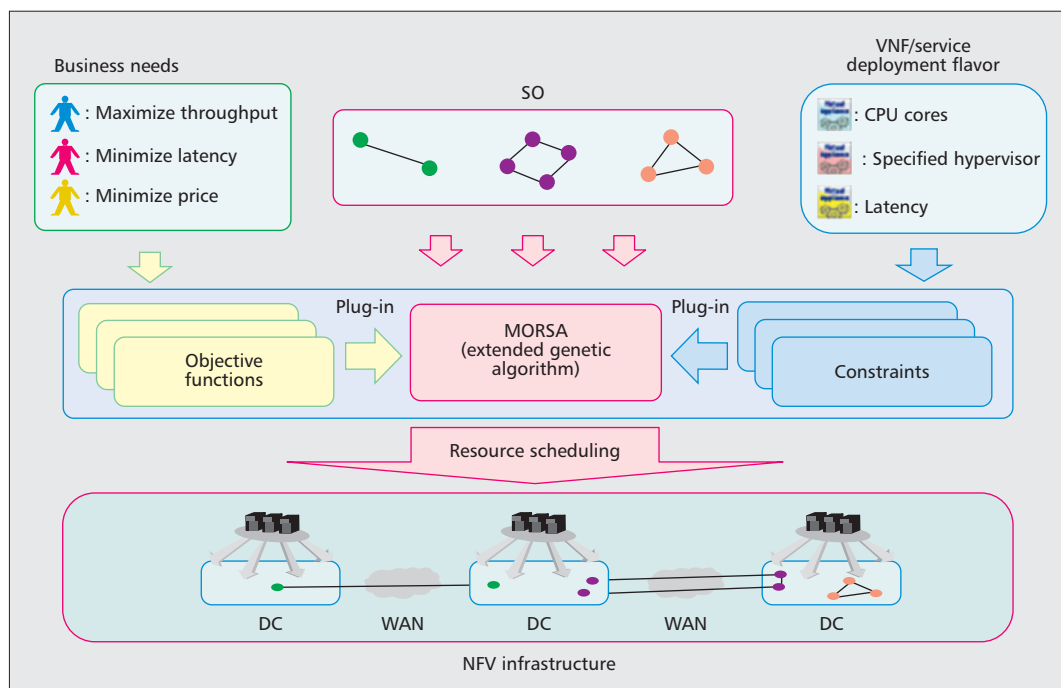 Business needs
: Maximize throughput
: Minimize latency
: Minimize price
SO
VNF/service
deployment flavor
: CPU cores
: Specified hypervisor
: Latency
Objective
functions
Plug-in
MORSA
(extended genetic
algorithm)
Plug-in
Constraints
Resource scheduling
DC
WAN
DC
WAN
DC
NFV infrastructure